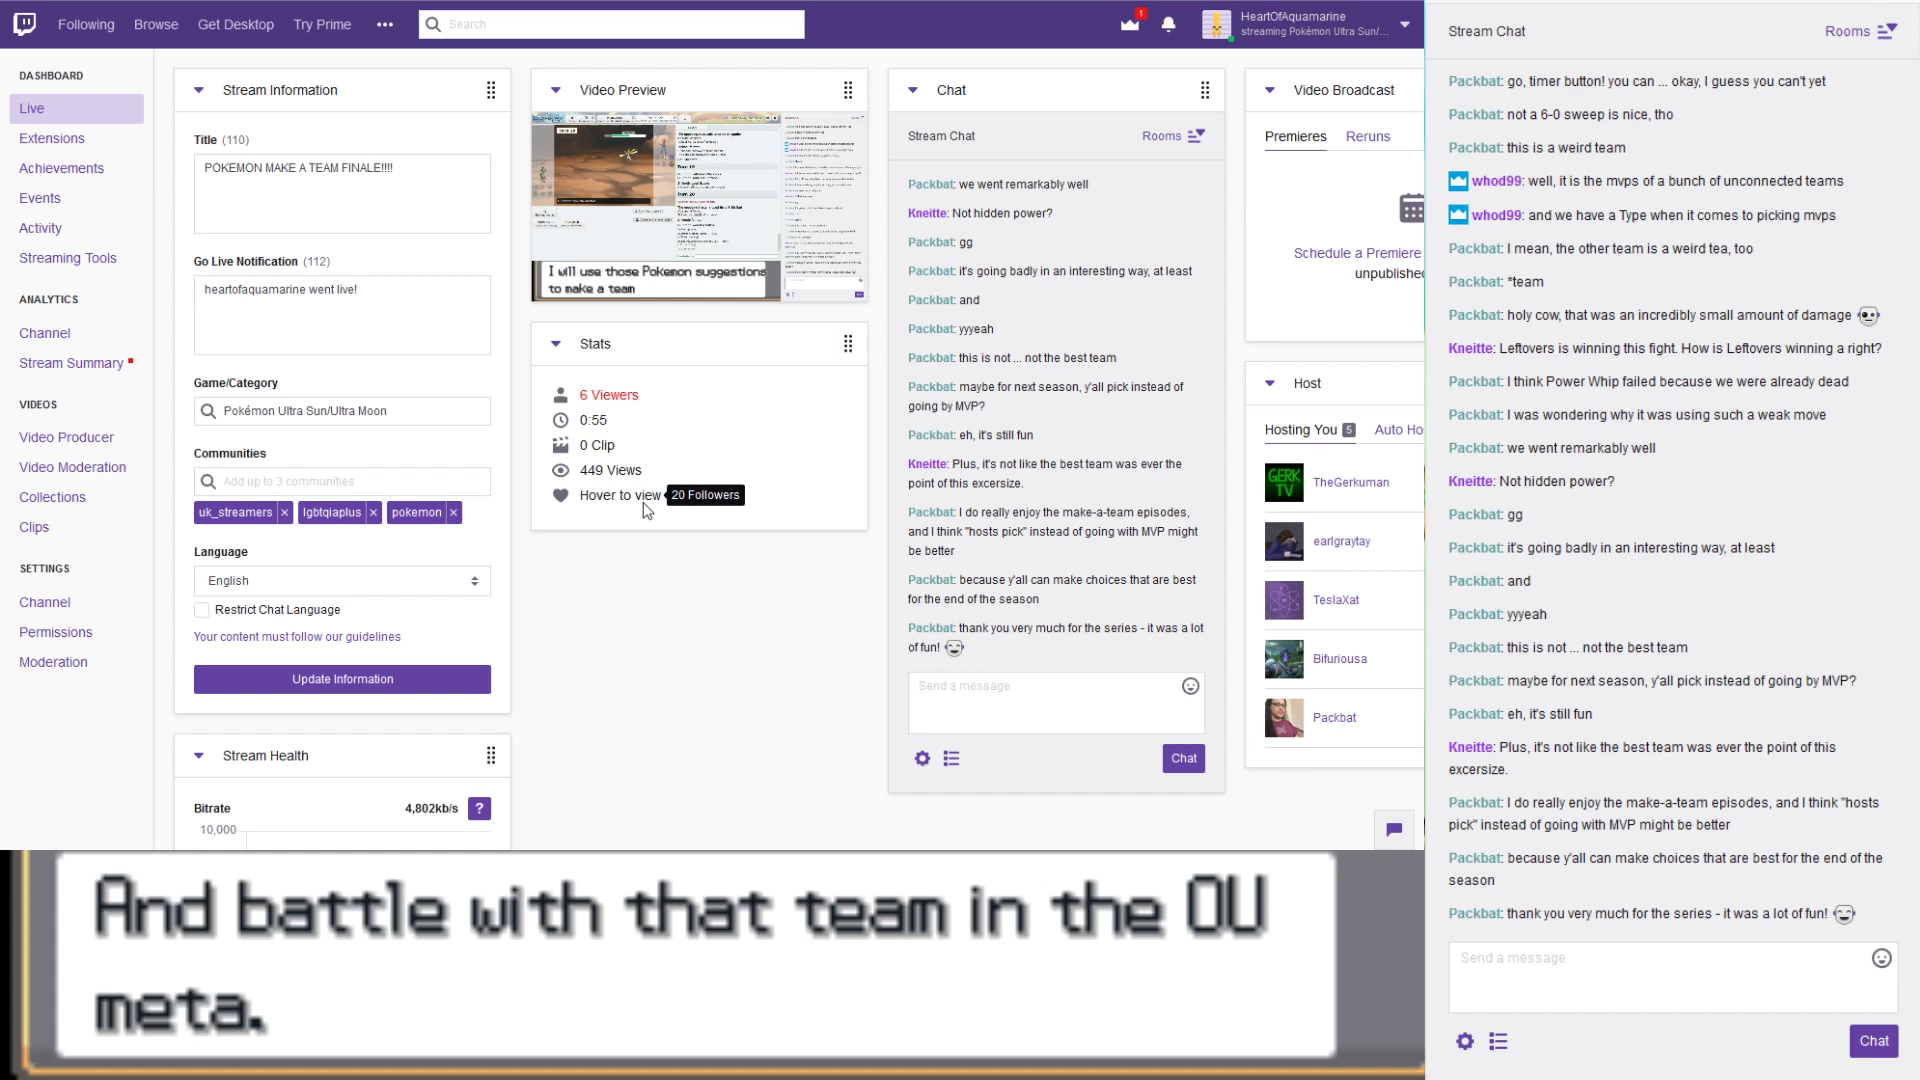 Following
Browse
Get Desktop
Try Prime
Search
1
HeartOfAquamarine
streaming Pokémon Ultra Sun/...
DASHBOARD
Live
Extensions
Achievements
Events
Activity
Streaming Tools
ANALYTICS
Channel
Stream Summary
VIDEOS
Video Producer
Video Moderation
Collections
Clips
SETTINGS
Channel
Permissions
Moderation
Stream Information
Title (110)
POKEMON MAKE A TEAM FINALE!!!!
Go Live Notification (112)
heartofaquamarine went live!
Game/Category
Pokémon Ultra Sun/Ultra Moon
Communities
Add up to 3 communities
uk_streamers ×
lgbtqiaplus ×
pokemon ×
Language
English
Restrict Chat Language
Your content must follow our guidelines
Update Information
Stream Health
Bitrate
4,802kb/s
?
10,000
Video Preview
I will use those Pokemon suggestions
to make a team
Stats
6 Viewers
0:55
0 Clip
449 Views
Hover to view
20 Followers
Chat
Stream Chat
Rooms
Packbat: we went remarkably well
Kneitte: Not hidden power?
Packbat: gg
Packbat: it's going badly in an interesting way, at least
Packbat: and
Packbat: yyyeah
Packbat: this is not ... not the best team
Packbat: maybe for next season, y'all pick instead of
going by MVP?
Packbat: eh, it's still fun
Kneitte: Plus, it's not like the best team was ever the
point of this excersize.
Packbat: I do really enjoy the make-a-team episodes,
and I think "hosts pick" instead of going with MVP might
be better
Packbat: because y'all can make choices that are best
for the end of the season
Packbat: thank you very much for the series - it was a lot
of fun!
Send a message
Chat
Video Broadcast
Premieres
Reruns
Schedule a Premiere
unpublished
Host
Hosting You 5
Auto Ho
GERK
TV
TheGerkuman
earlgraytay
TeslaXat
Bifuriousa
Packbat
Stream Chat
Rooms
Packbat: go, timer button! you can ... okay, I guess you can't yet
Packbat: not a 6-0 sweep is nice, tho
Packbat: this is a weird team
whod99: well, it is the mvps of a bunch of unconnected teams
whod99: and we have a Type when it comes to picking mvps
Packbat: I mean, the other team is a weird tea, too
Packbat: *team
Packbat: holy cow, that was an incredibly small amount of damage
Kneitte: Leftovers is winning this fight. How is Leftovers winning a right?
Packbat: I think Power Whip failed because we were already dead
Packbat: I was wondering why it was using such a weak move
Packbat: we went remarkably well
Kneitte: Not hidden power?
Packbat: gg
Packbat: it's going badly in an interesting way, at least
Packbat: and
Packbat: yyyeah
Packbat: this is not ... not the best team
Packbat: maybe for next season, y'all pick instead of going by MVP?
Packbat: eh, it's still fun
Kneitte: Plus, it's not like the best team was ever the point of this
excersize.
Packbat: I do really enjoy the make-a-team episodes, and I think "hosts
pick" instead of going with MVP might be better
Packbat: because y'all can make choices that are best for the end of the
season
Packbat: thank you very much for the series - it was a lot of fun!
Send a message
Chat
And battle with that team in the OU
meta.